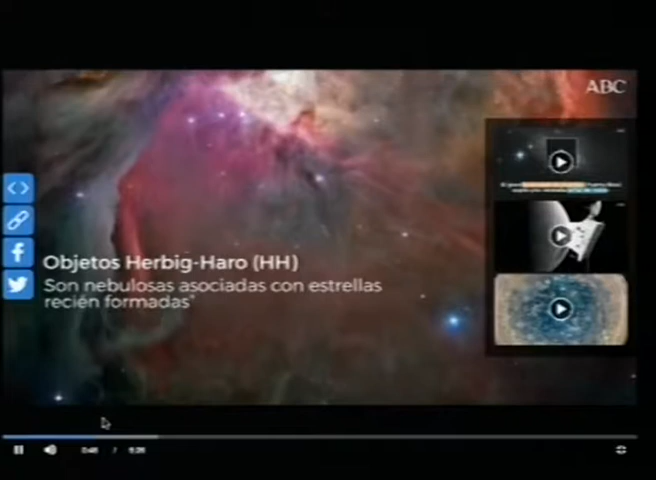 ABC
Objetos Herbig-Haro (HH)
Son nebulosas asociadas con estrellas
recién formadas"